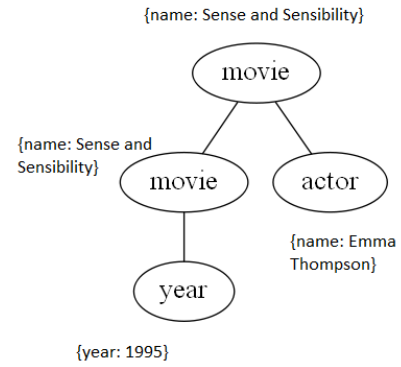 {name: Sense and Sensibility}
movie
{name: Sense and
Sensibility}
movie
actor
{name: Emma
Thompson}
year
{year: 1995}